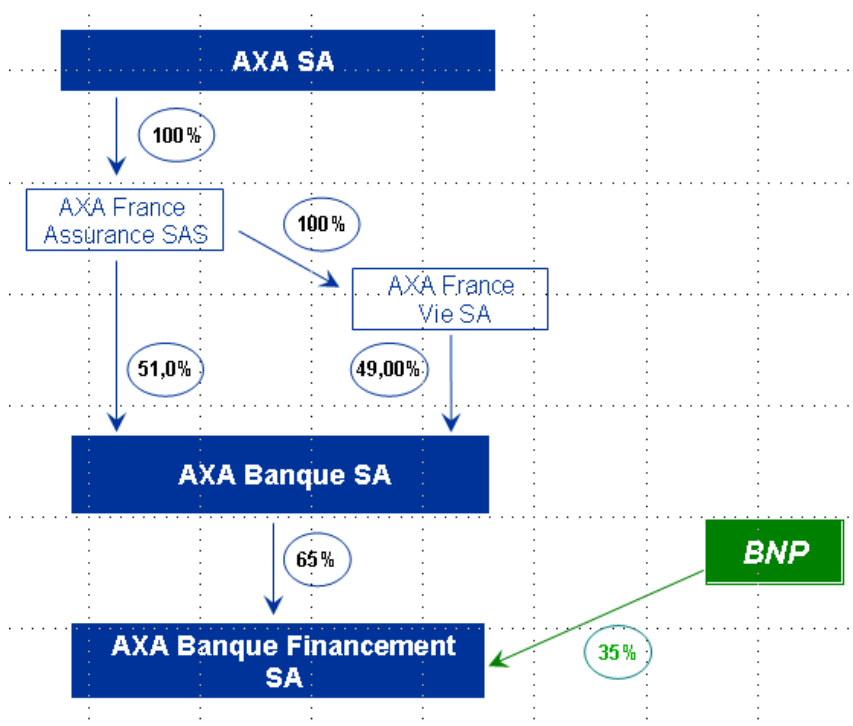 AXA SA
100%
AXA France
Assurance SAS
100%
AXA France
Vie SA
51,0%
49,00%
AXA Banque SA
65%
BNP
AXA Banque Financement
SA
35%